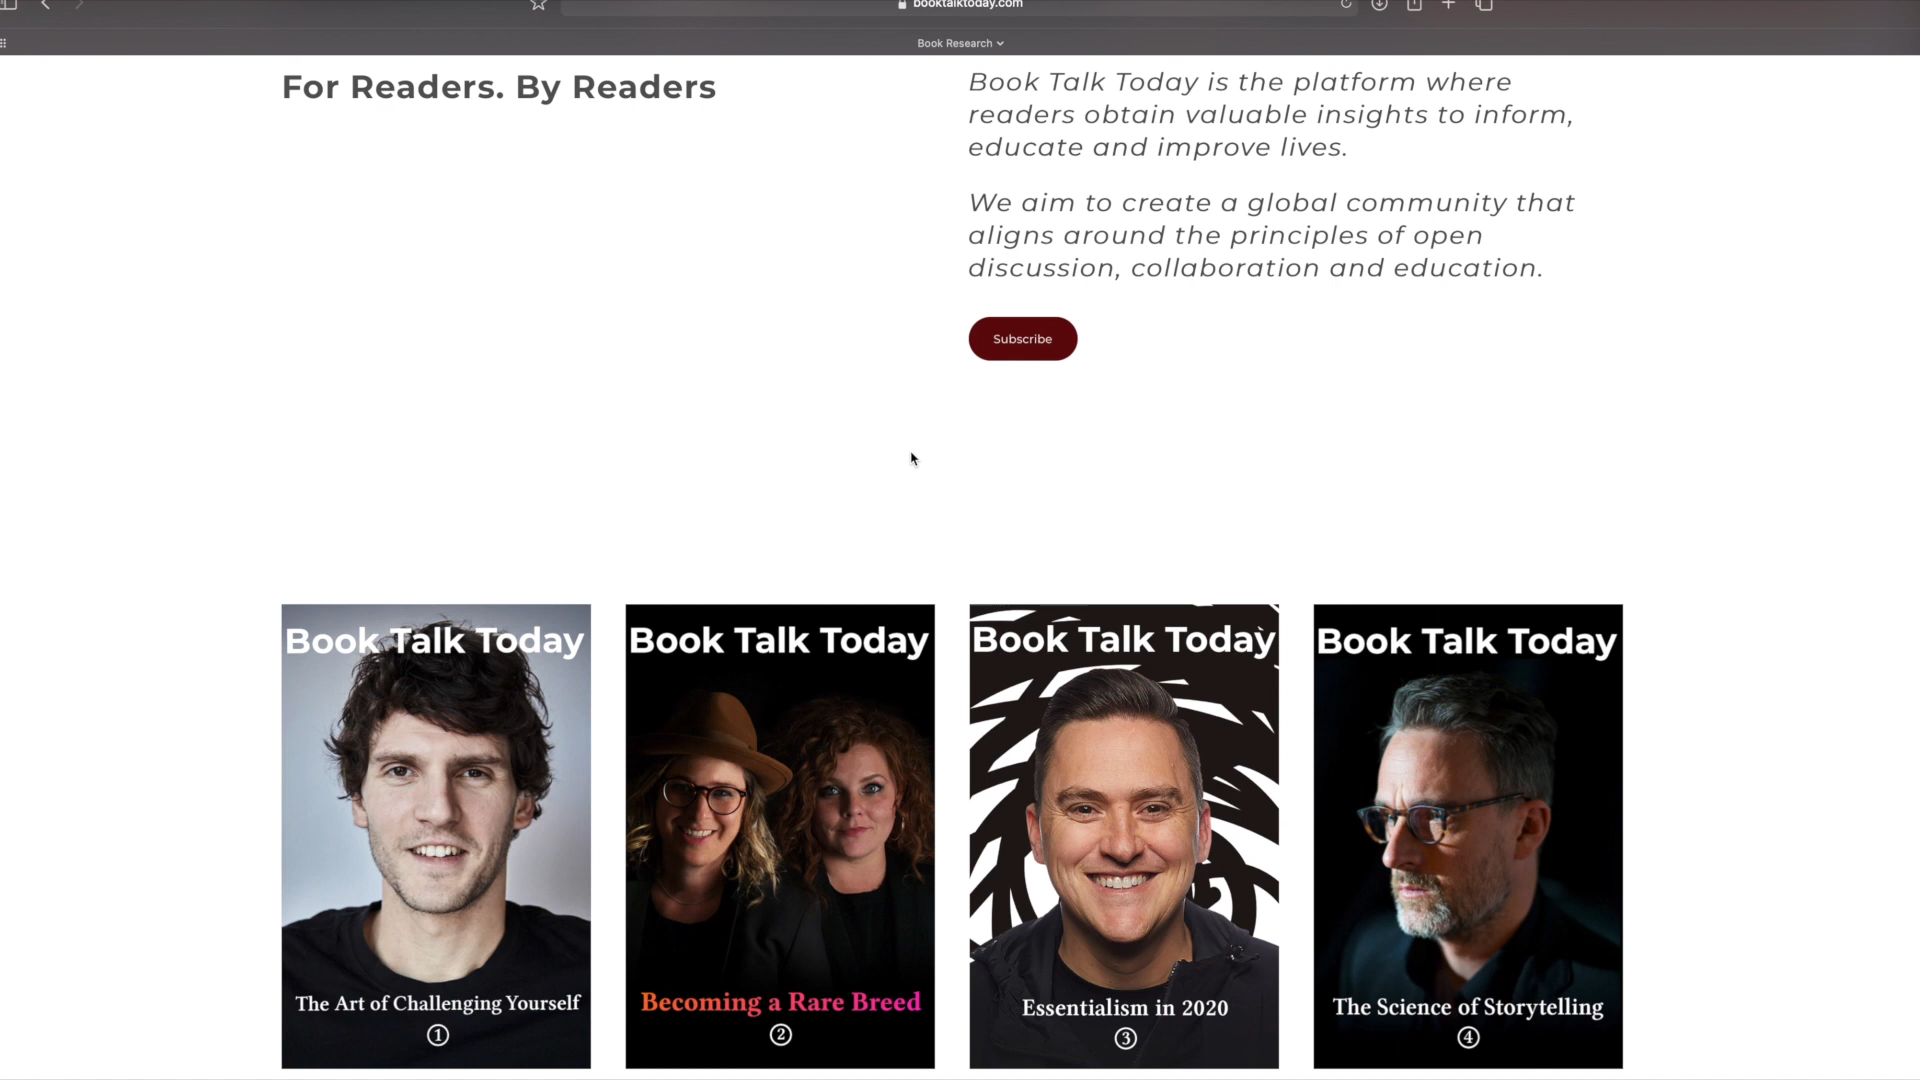 booktalktoday.com
Book Research
For Readers. By Readers
Book Talk Today is the platform where
readers obtain valuable insights to inform,
educate and improve lives.
We aim to create a global community that
aligns around the principles of open
discussion, collaboration and education.
Subscribe
Book Talk Today
The Art of Challenging Yourself
1
Book Talk Today
Becoming a Rare Breed
2
Book Talk Today
Essentialism in 2020
3
Book Talk Today
The Science of Storytelling
4